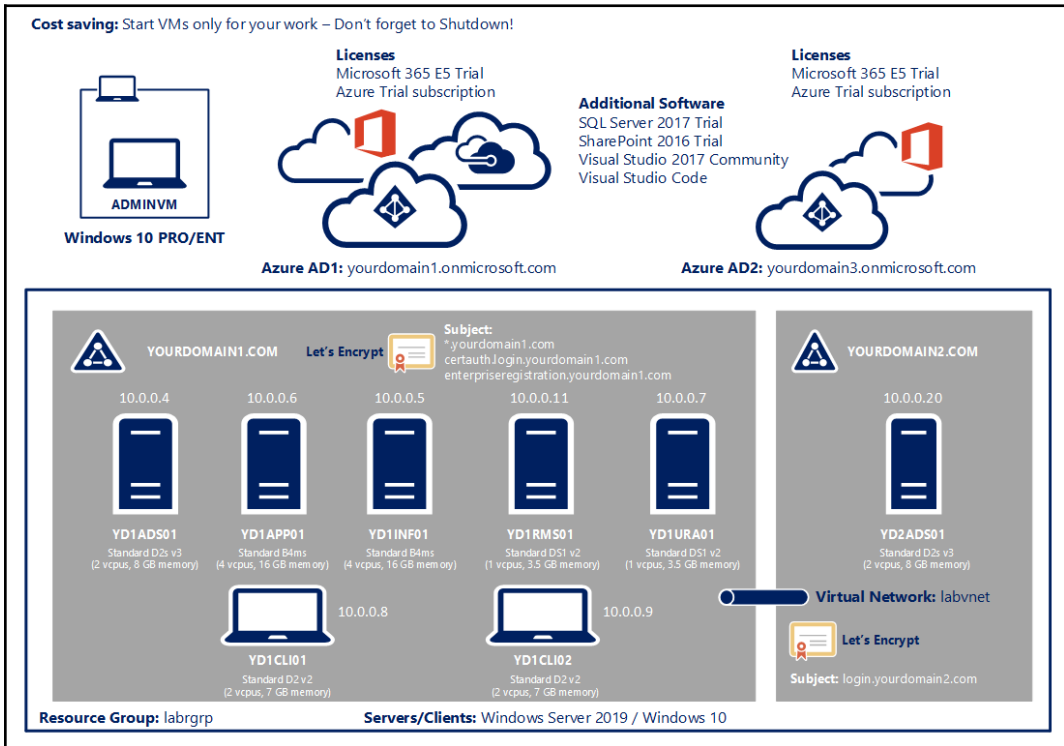 Cost saving: Start VMs only for your work – Don't forget to Shutdown!
Licenses
Microsoft 365 E5 Trial
Azure Trial subscription
Licenses
Microsoft 365 E5 Trial
Azure Trial subscription
Additional Software
SQL Server 2017 Trial
SharePoint 2016 Trial
Visual Studio 2017 Community
Visual Studio Code
ADMINVM
Windows 10 PRO/ENT
Azure AD1: yourdomain1.onmicrosoft.com
Azure AD2: yourdomain3.onmicrosoft.com
YOURDOMAIN1.COM
Let's Encrypt
Subject:
*.yourdomain1.com
certauth.login.yourdomain1.com
enterpriseregistration.yourdomain1.com
YOURDOMAIN2.COM
10.0.0.4
10.0.0.6
10.0.0.5
10.0.0.11
10.0.0.7
10.0.0.20
YD1ADS01
Standard D2s v3
(2 vcpus, 8 GB memory)
YD1APP01
Standard B4ms
(4 vcpus, 16 GB memory)
YD1INF01
Standard B4ms
(4 vcpus, 16 GB memory)
YD1RMS01
Standard DS1 v2
(1 vcpus, 3.5 GB memory)
YD1URA01
Standard DS1 v2
(1 vcpus, 3.5 GB memory)
YD2ADS01
Standard D2s v3
(2 vcpus, 8 GB memory)
10.0.0.8
YD1CLI01
Standard D2 v2
(2 vcpus, 7 GB memory)
10.0.0.9
YD1CLI02
Standard D2 v2
(2 vcpus, 7 GB memory)
Virtual Network: labvnet
Let's Encrypt
Subject: login.yourdomain2.com
Resource Group: labrgrp
Servers/Clients: Windows Server 2019 / Windows 10